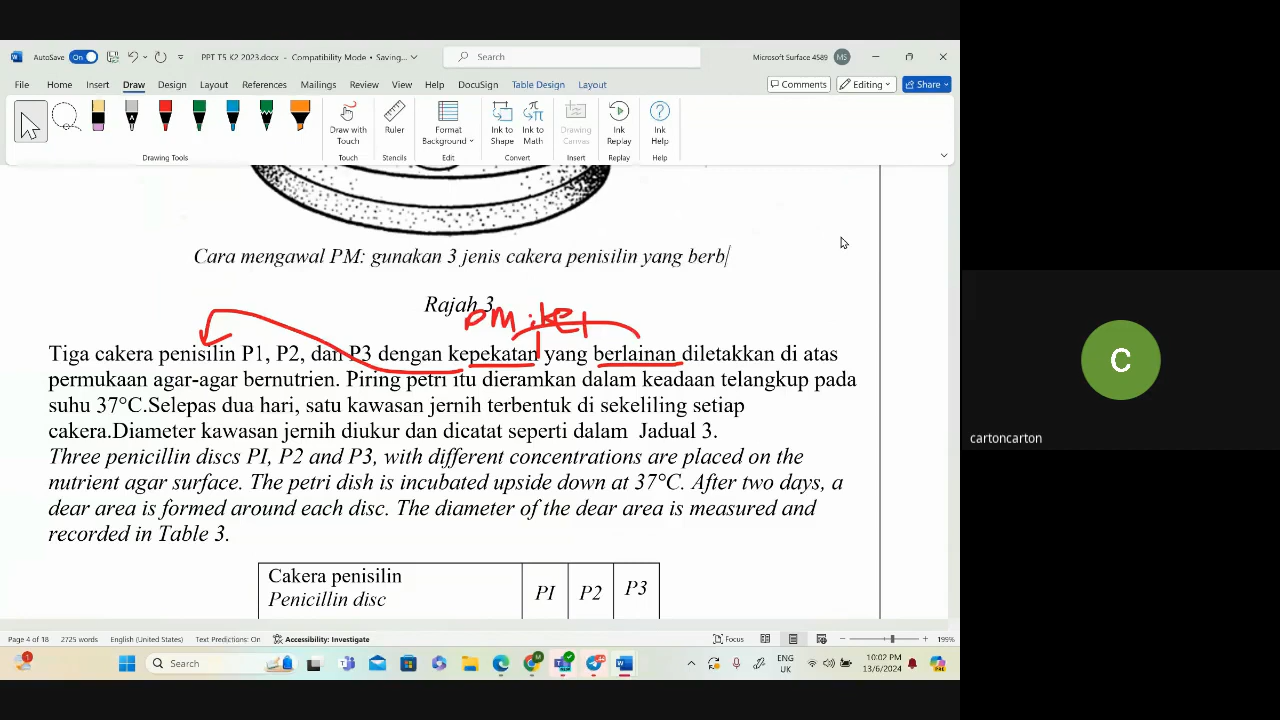 AutoSave On PPT T5 K2 2023.docx - Compatibility Mode • Saving... Search Microsoft Surface 4589 MS
File Home Insert Draw Design Layout References Mailings Review View Help DocuSign Table Design Layout Comments Editing Share
Draw with Touch Ruler Format Background Ink to Shape Ink to Math Drawing Canvas Ink Replay Ink Help
Drawing Tools Touch Stencils Edit Convert Insert Replay Help
Cara mengawal PM: gunakan 3 jenis cakera penisilin yang berb
Rajah 3
PM : ke
Tiga cakera penisilin P1, P2, dan P3 dengan kepekatan yang berlainan diletakkan di atas
permukaan agar-agar bernutrien. Piring petri itu dieramkan dalam keadaan telangkup pada
suhu 37°C.Selepas dua hari, satu kawasan jernih terbentuk di sekeliling setiap
cakera.Diameter kawasan jernih diukur dan dicatat seperti dalam Jadual 3.
Three penicillin discs PI, P2 and P3, with different concentrations are placed on the
nutrient agar surface. The petri dish is incubated upside down at 37°C. After two days, a
dear area is formed around each disc. The diameter of the dear area is measured and
recorded in Table 3.
Cakera penisilin
Penicillin disc
PI P2 P3
cartoncarton
C
Page 4 of 18 2725 words English (United States) Text Predictions: On Accessibility: Investigate Focus 199%
Search ENG UK 10:02 PM 13/6/2024